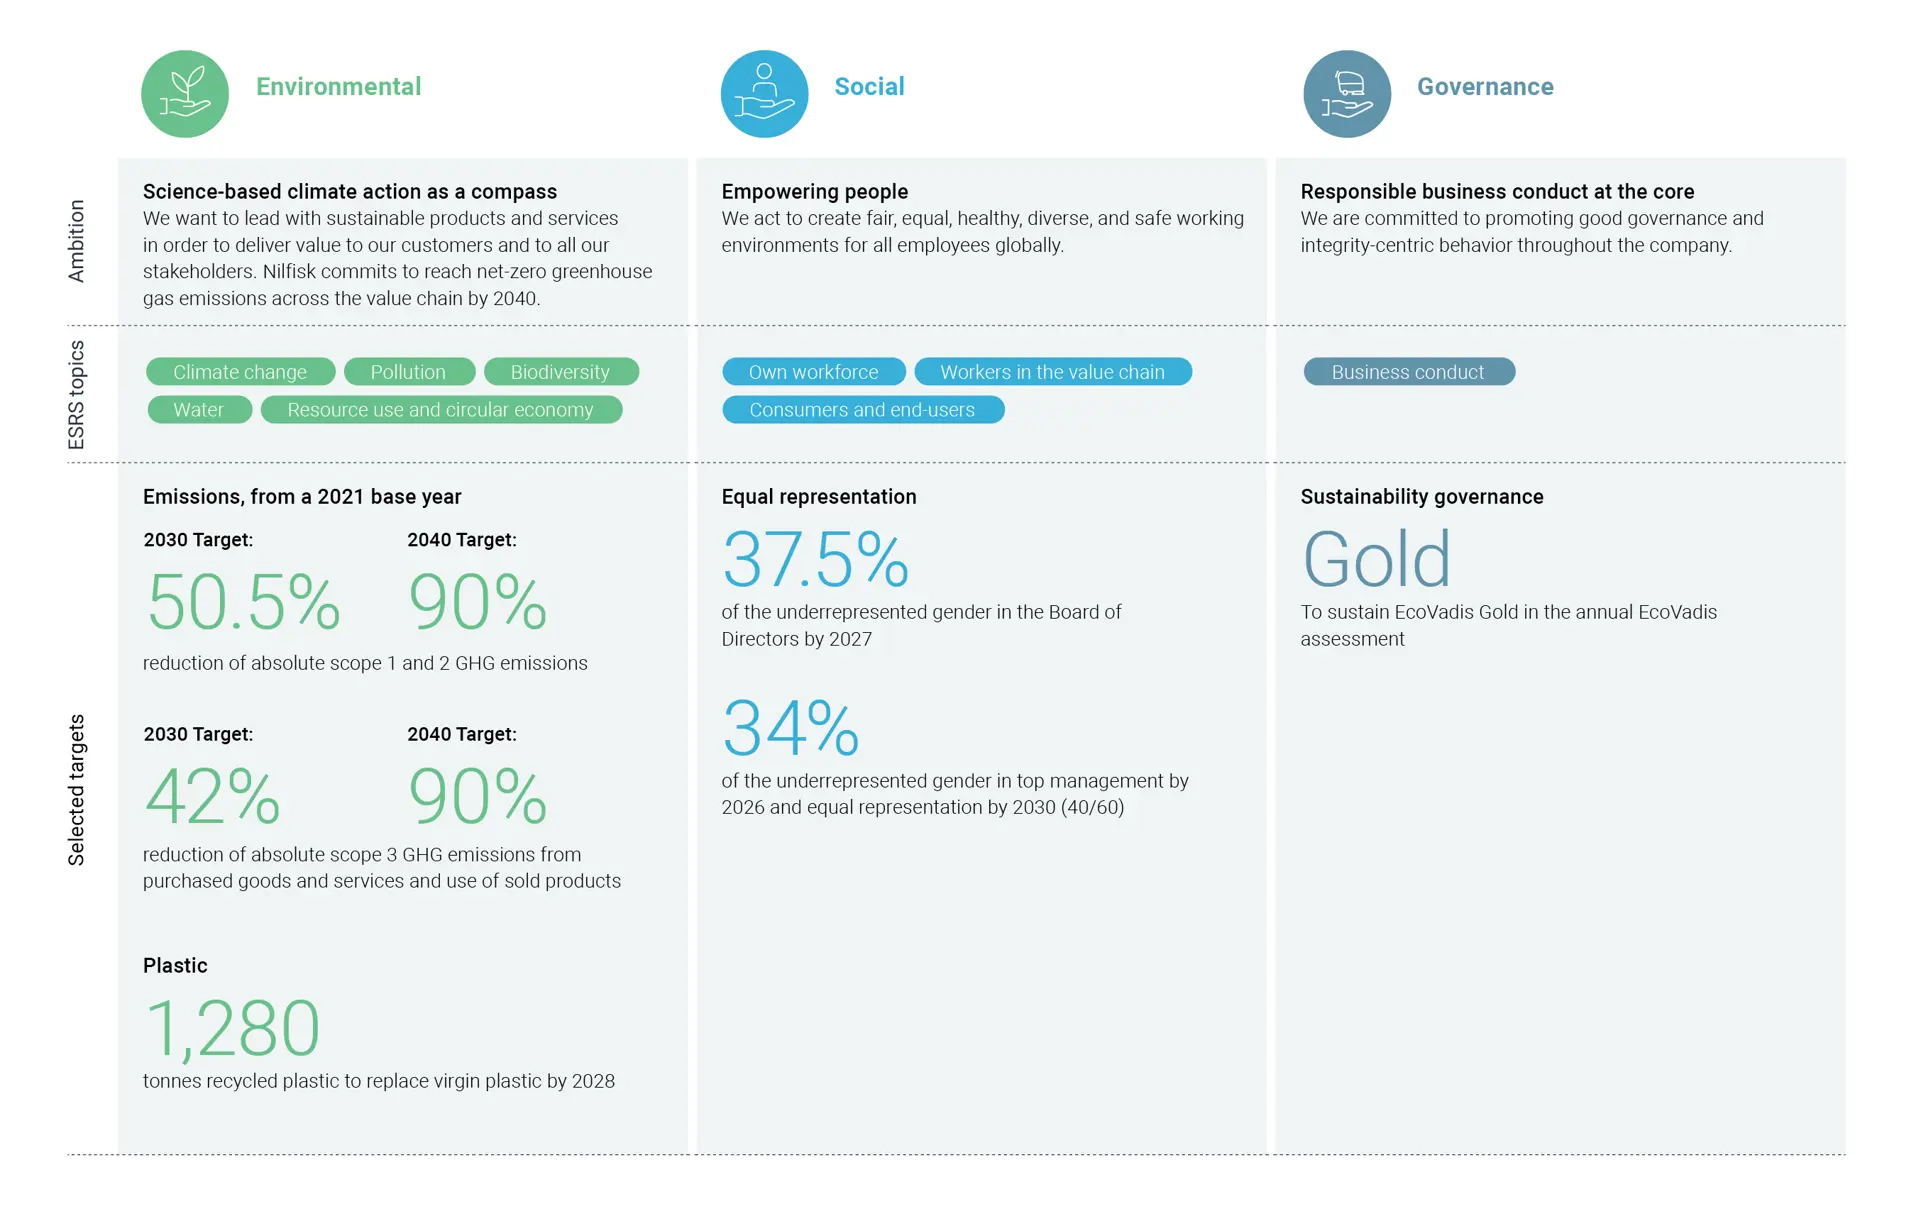 Environmental
Social
Governance
Ambition
Science-based climate action as a compass
We want to lead with sustainable products and services
in order to deliver value to our customers and to all our
stakeholders. Nilfisk commits to reach net-zero greenhouse
gas emissions across the value chain by 2040.
Empowering people
We act to create fair, equal, healthy, diverse, and safe working
environments for all employees globally.
Responsible business conduct at the core
We are committed to promoting good governance and
integrity-centric behavior throughout the company.
ESRS topics
Climate change
Pollution
Biodiversity
Water
Resource use and circular economy
Own workforce
Workers in the value chain
Consumers and end-users
Business conduct
Selected targets
Emissions, from a 2021 base year
2030 Target:
50.5%
2040 Target:
90%
reduction of absolute scope 1 and 2 GHG emissions
2030 Target:
42%
2040 Target:
90%
reduction of absolute scope 3 GHG emissions from
purchased goods and services and use of sold products
Plastic
1,280
tonnes recycled plastic to replace virgin plastic by 2028
Equal representation
37.5%
of the underrepresented gender in the Board of
Directors by 2027
34%
of the underrepresented gender in top management by
2026 and equal representation by 2030 (40/60)
Sustainability governance
Gold
To sustain EcoVadis Gold in the annual EcoVadis
assessment